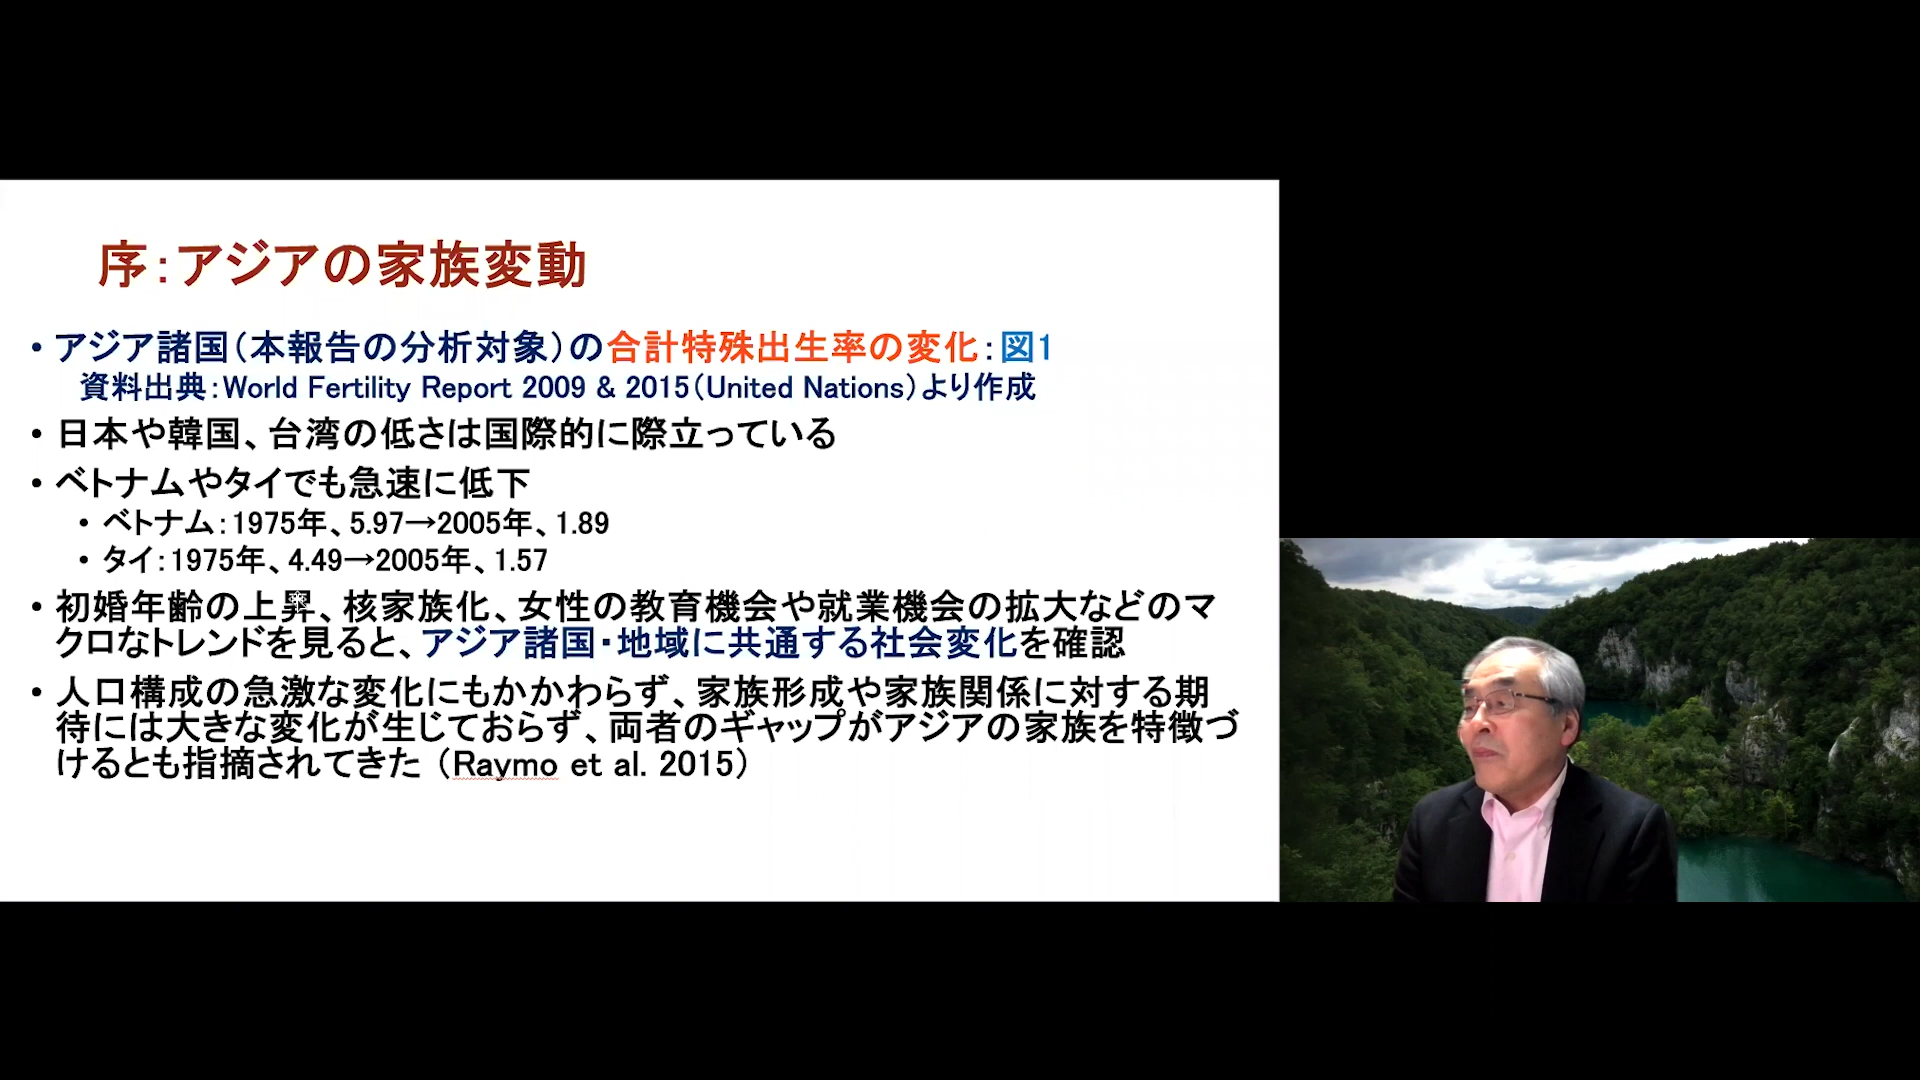 序：アジアの家族変動
• アジア諸国（本報告の分析対象）の合計特殊出生率の変化：図1
資料出典：World Fertility Report 2009 & 2015（United Nations）より作成
• 日本や韓国、台湾の低さは国際的に際立っている
• ベトナムやタイでも急速に低下
• ベトナム：1975年、5.97→2005年、1.89
• タイ：1975年、4.49→2005年、1.57
• 初婚年齢の上昇、核家族化、女性の教育機会や就業機会の拡大などのマ
クロなトレンドを見ると、アジア諸国・地域に共通する社会変化を確認
• 人口構成の急激な変化にもかかわらず、家族形成や家族関係に対する期
待には大きな変化が生じておらず、両者のギャップがアジアの家族を特徴づ
けるとも指摘されてきた（Raymo et al. 2015）